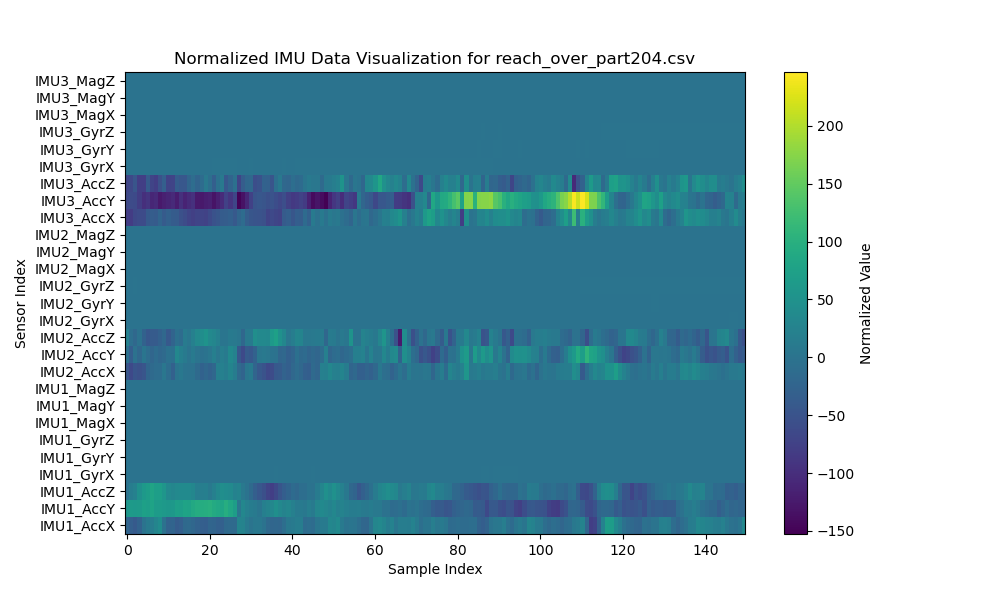 Normalized IMU Data Visualization for reach_over_part204.csv
IMU3_MagZ
IMU3_MagY
IMU3_MagX
IMU3_GyrZ
IMU3_GyrY
IMU3_GyrX
IMU3_AccZ
IMU3_AccY
IMU3_AccX
IMU2_MagZ
IMU2_MagY
IMU2_MagX
IMU2_GyrZ
IMU2_GyrY
IMU2_GyrX
IMU2_AccZ
IMU2_AccY
IMU2_AccX
IMU1_MagZ
IMU1_MagY
IMU1_MagX
IMU1_GyrZ
IMU1_GyrY
IMU1_GyrX
IMU1_AccZ
IMU1_AccY
IMU1_AccX
Sensor Index
0 20 40 60 80 100 120 140
Sample Index
200
150
100
50
0
−50
−100
−150
Normalized Value